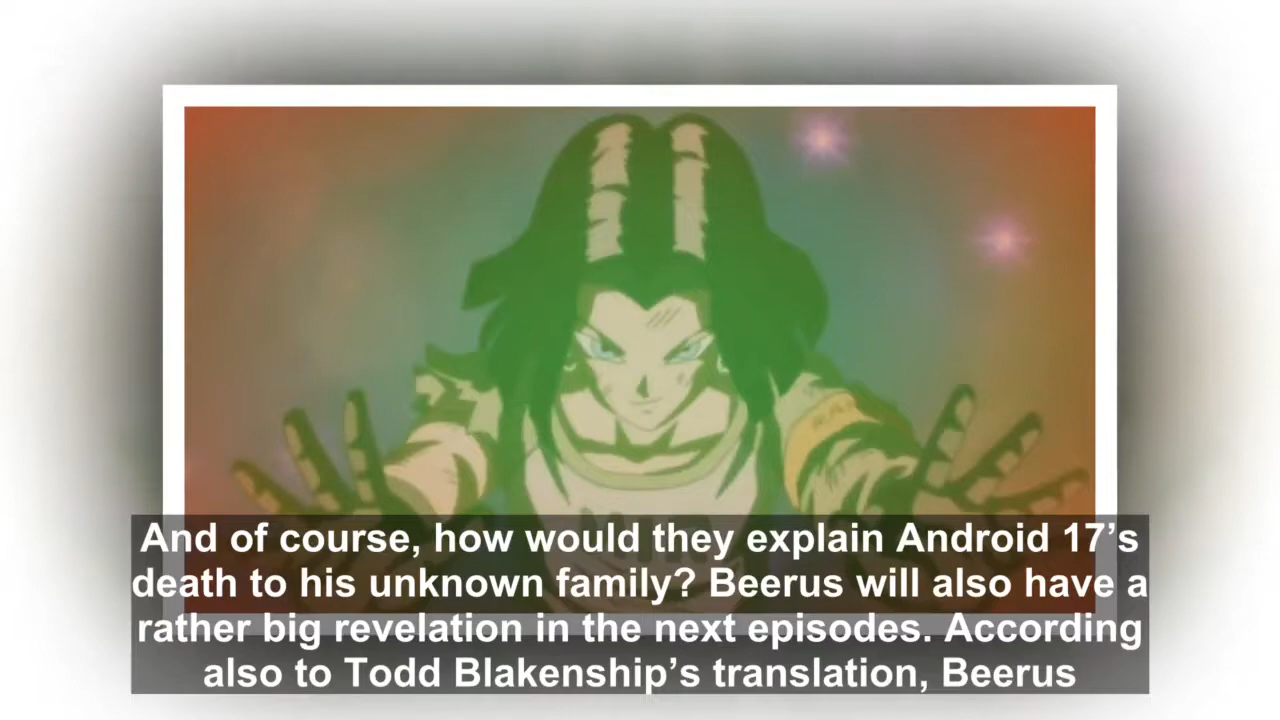 And of course, how would they explain Android 17’s
death to his unknown family? Beerus will also have a
rather big revelation in the next episodes. According
also to Todd Blakenship’s translation, Beerus